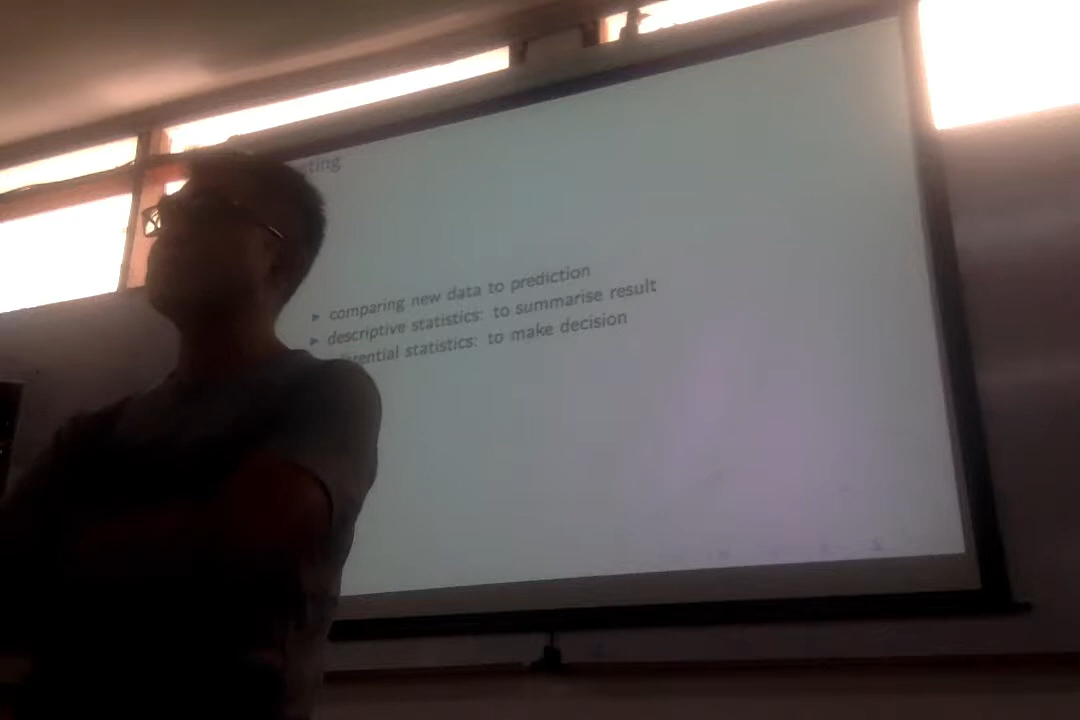 ▸ comparing new data to prediction
▸ descriptive statistics: to summarise result
statistics: to make decision